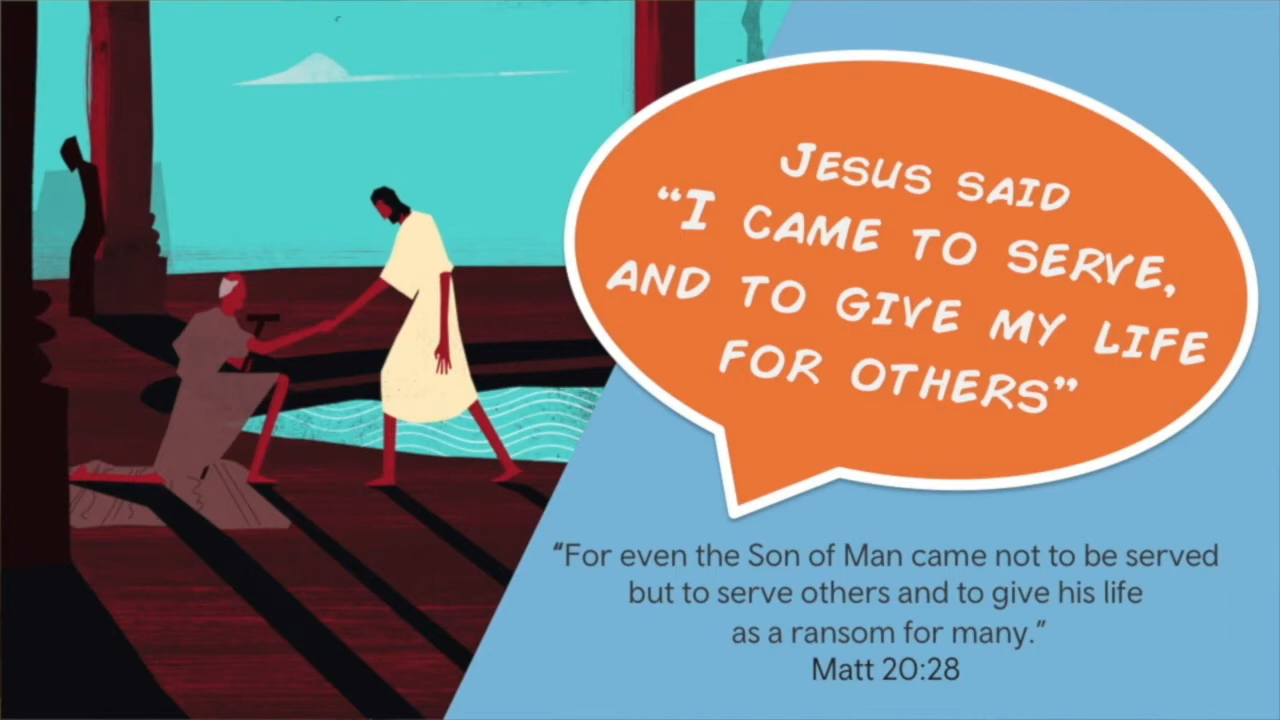 JESUS SAID
“I CAME TO SERVE,
AND TO GIVE MY LIFE
FOR OTHERS”
“For even the Son of Man came not to be served
but to serve others and to give his life
as a ransom for many.”
Matt 20:28